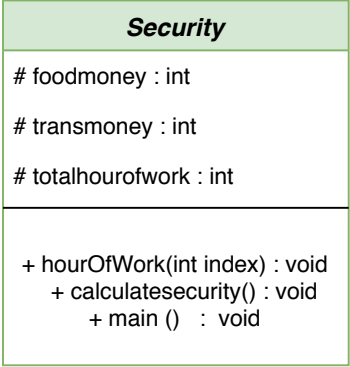 Security
# foodmoney : int
# transmoney : int
# totalhourofwork : int
+ hourOfWork(int index) : void
+ calculatesecurity() : void
+ main () : void